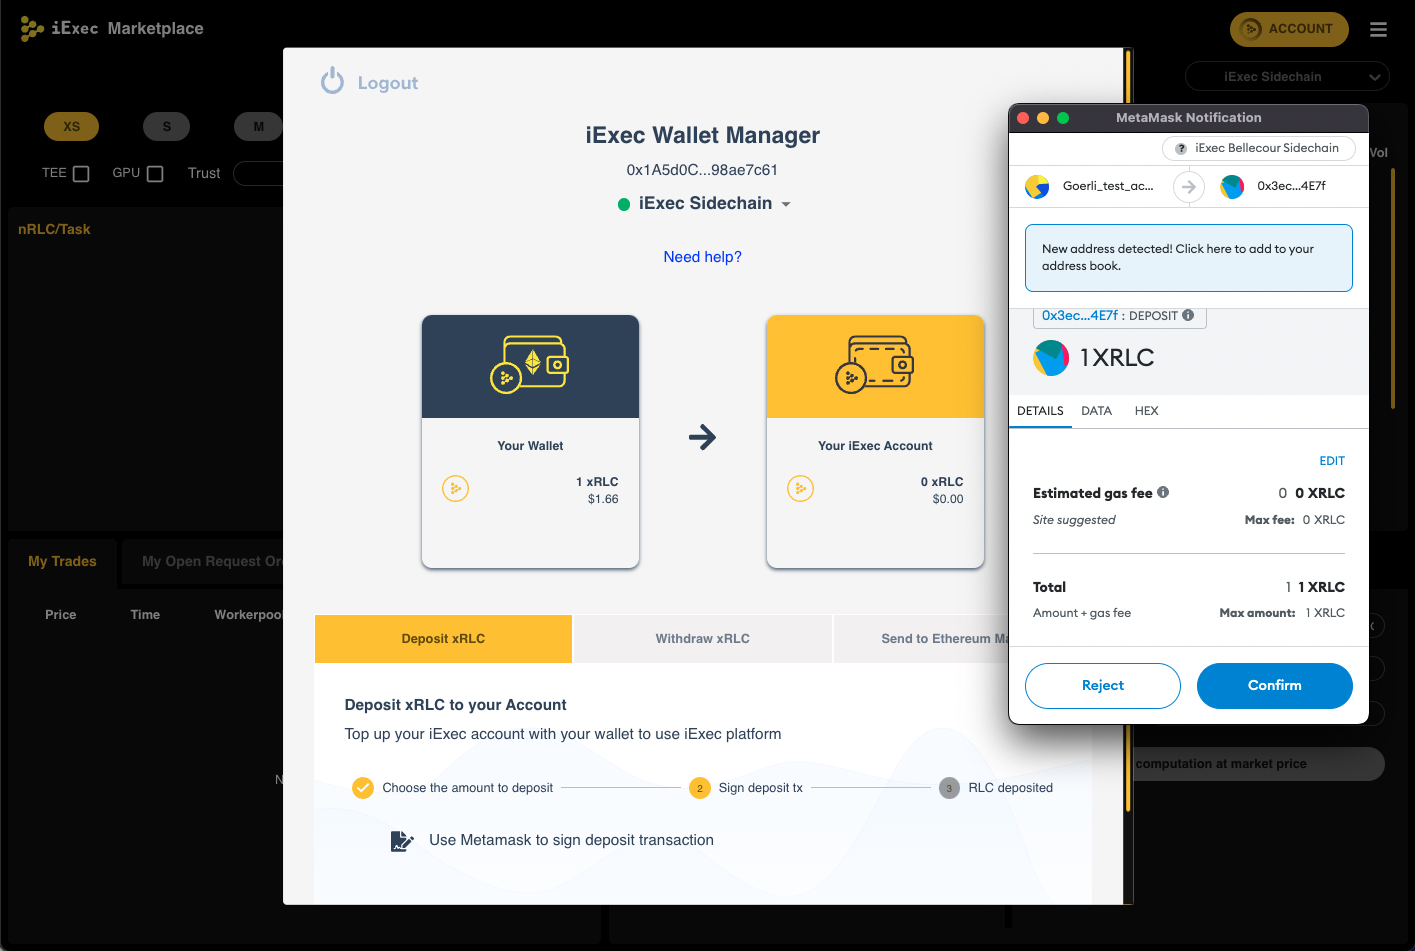 iExec Marketplace
ACCOUNT
iExec Sidechain
XS
S
M
TEE
GPU
Trust
Vol
nRLC/Task
My Trades
My Open Request
Price
Time
Workerpool
computation at market price
Logout
iExec Wallet Manager
0x1A5d0C...98ae7c61
iExec Sidechain
Need help?
Your Wallet
1 xRLC
$1.66
Your iExec Account
0 xRLC
$0.00
Deposit xRLC
Withdraw xRLC
Send to Ethereum
Deposit xRLC to your Account
Top up your iExec account with your wallet to use iExec platform
Choose the amount to deposit
2
Sign deposit tx
3
RLC deposited
Use Metamask to sign deposit transaction
MetaMask Notification
? iExec Bellecour Sidechain
Goerli_test_ac...
0x3ec...4E7f
New address detected! Click here to add to your
address book.
0x3ec...4E7f : DEPOSIT
1 XRLC
DETAILS
DATA
HEX
EDIT
Estimated gas fee
0 0 XRLC
Site suggested
Max fee: 0 XRLC
Total
1 1 XRLC
Amount + gas fee
Max amount: 1 XRLC
Reject
Confirm